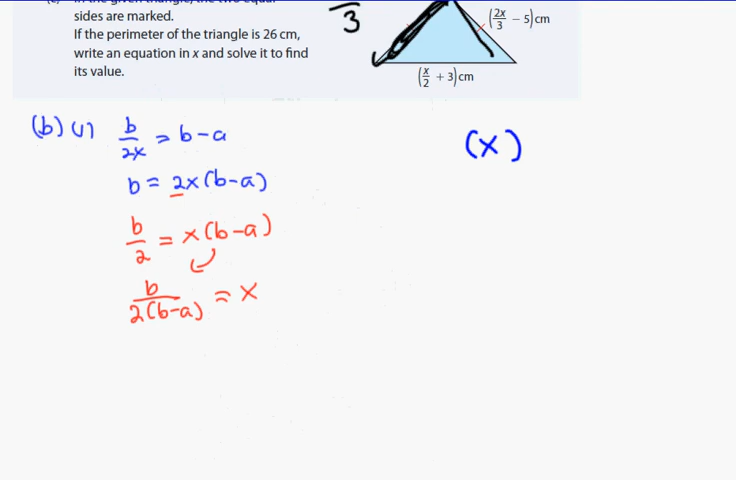 sides are marked.
If the perimeter of the triangle is 26 cm,
write an equation in x and solve it to find
its value.
3
(2x/3 − 5) cm
(x/2 + 3) cm
(b) (i) b/2x = b-a
b = 2x(b-a)
b/2 = x(b-a)
b/2(b-a) = x
(x)